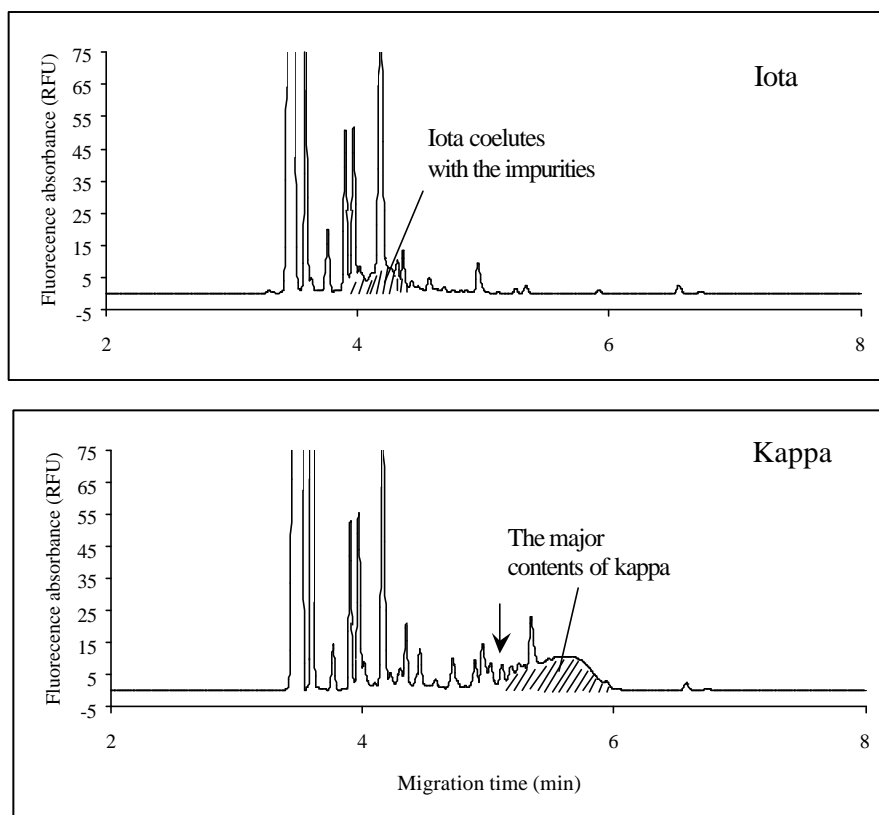 Iota
Fluorecence absorbance (RFU)
75
65
55
45
35
25
15
5
-5
Iota coelutes
with the impurities
2 4 6 8
Kappa
Fluorecence absorbance (RFU)
75
65
55
45
35
25
15
5
-5
The major
contents of kappa
2 4 6 8
Migration time (min)